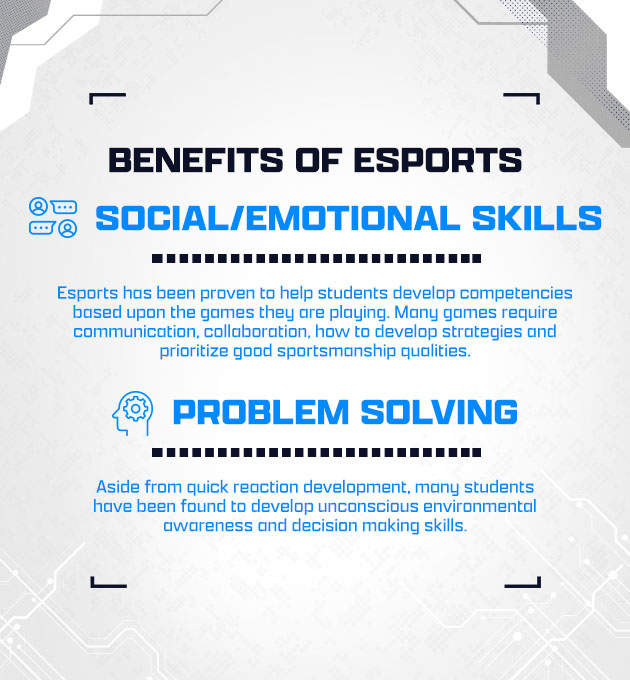 BENEFITS OF ESPORTS
SOCIAL/EMOTIONAL SKILLS
Esports has been proven to help students develop competencies
based upon the games they are playing. Many games require
communication, collaboration, how to develop strategies and
prioritize good sportsmanship qualities.
PROBLEM SOLVING
Aside from quick reaction development, many students
have been found to develop unconscious environmental
awareness and decision making skills.